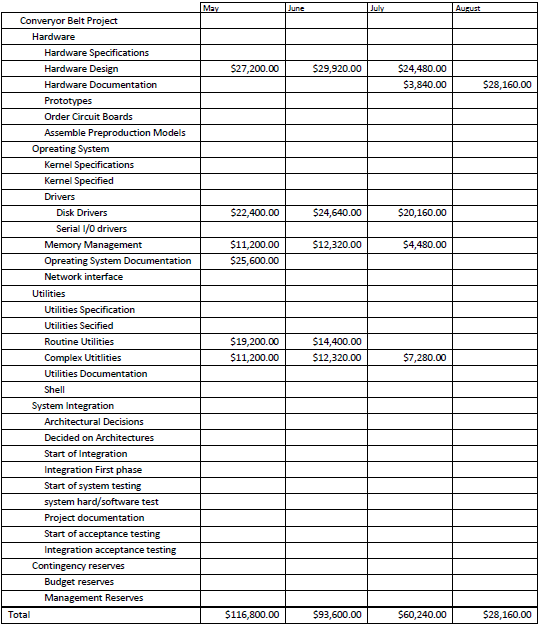 May June July August
Converyor Belt Project
Hardware
Hardware Specifications
Hardware Design $27,200.00 $29,920.00 $24,480.00
Hardware Documentation $3,840.00 $28,160.00
Prototypes
Order Circuit Boards
Assemble Preproduction Models
Opreating System
Kernel Specifications
Kernel Specified
Drivers
Disk Drivers $22,400.00 $24,640.00 $20,160.00
Serial I/0 drivers
Memory Management $11,200.00 $12,320.00 $4,480.00
Opreating System Documentation $25,600.00
Network interface
Utilities
Utilities Specification
Utilities Secified
Routine Utilities $19,200.00 $14,400.00
Complex Utitlities $11,200.00 $12,320.00 $7,280.00
Utilities Documentation
Shell
System Integration
Architectural Decisions
Decided on Architectures
Start of Integration
Integration First phase
Start of system testing
system hard/software test
Project documentation
Start of acceptance testing
Integration acceptance testing
Contingency reserves
Budget reserves
Management Reserves
Total $116,800.00 $93,600.00 $60,240.00 $28,160.00